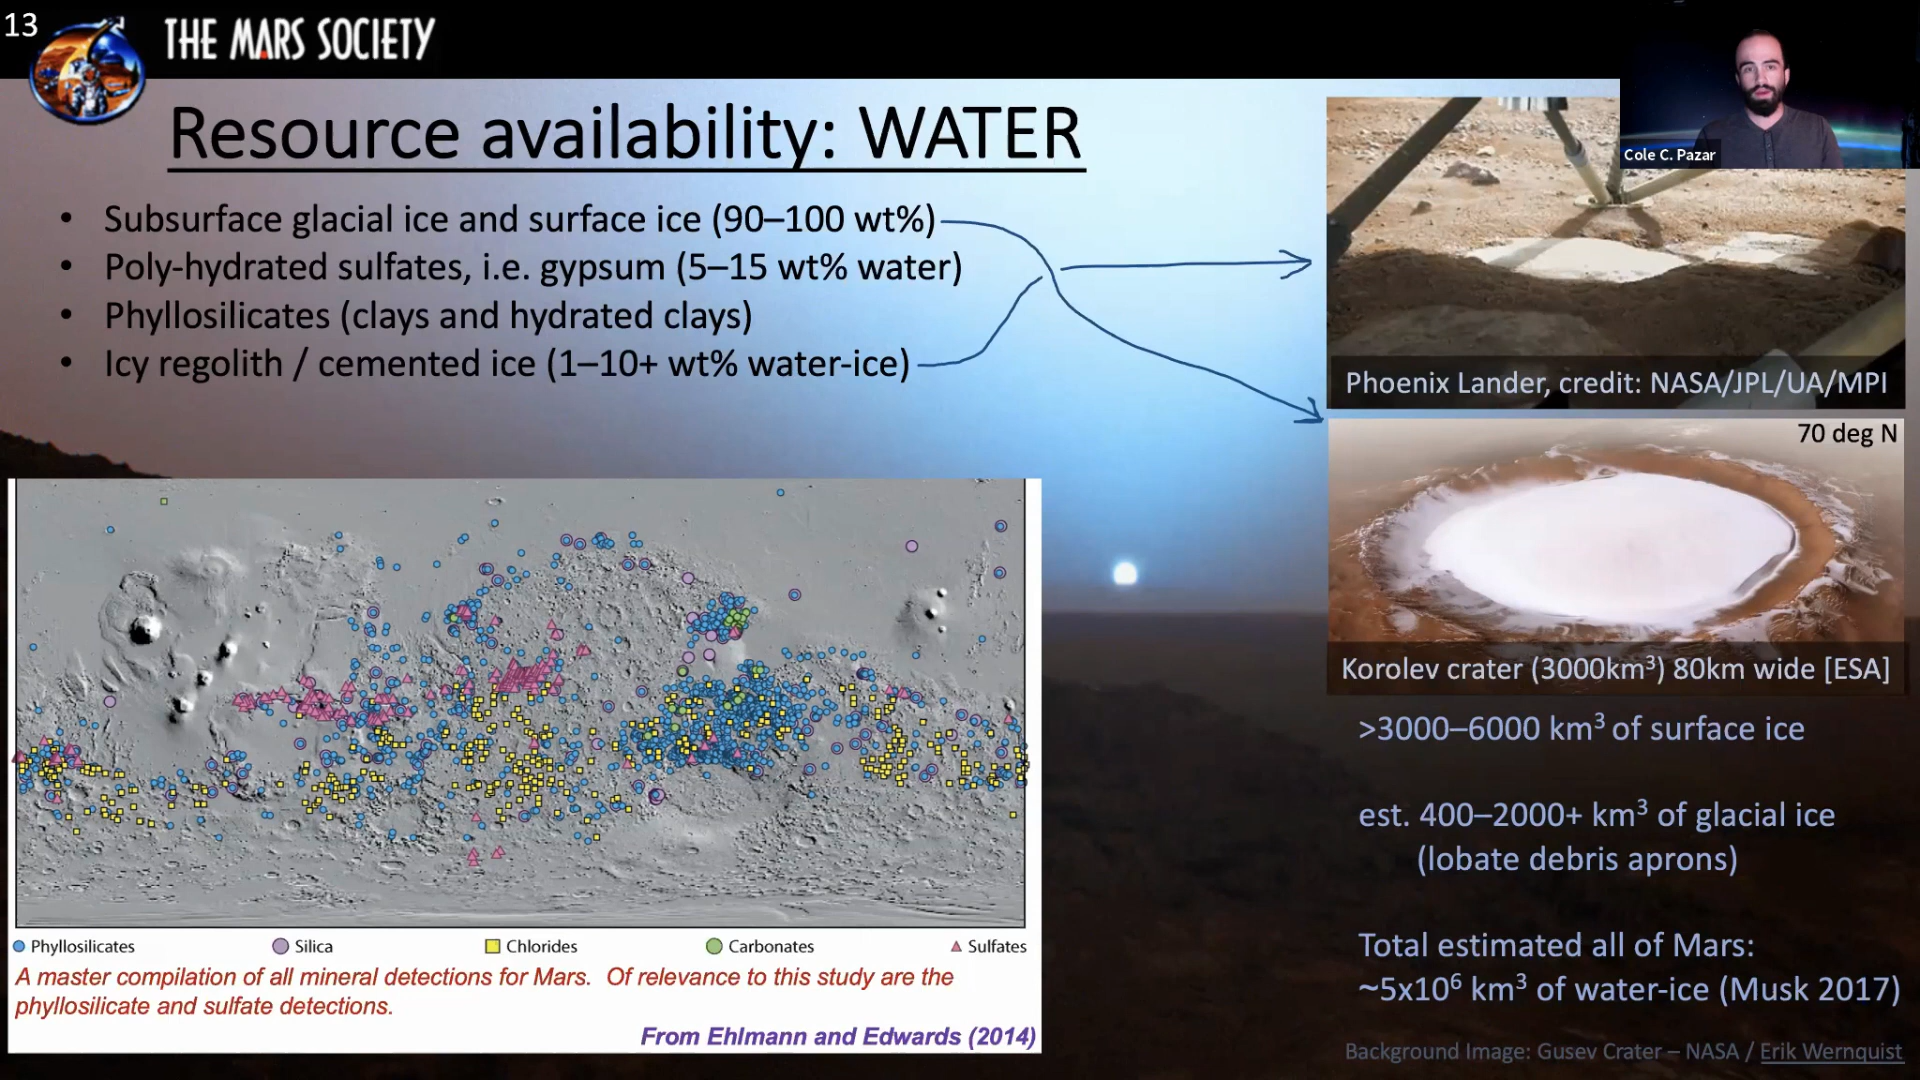 13
THE MARS SOCIETY
Cole C. Pazar
Resource availability: WATER
• Subsurface glacial ice and surface ice (90–100 wt%)
• Poly-hydrated sulfates, i.e. gypsum (5–15 wt% water)
• Phyllosilicates (clays and hydrated clays)
• Icy regolith / cemented ice (1–10+ wt% water-ice)
Phoenix Lander, credit: NASA/JPL/UA/MPI
70 deg N
Korolev crater (3000km³) 80km wide [ESA]
>3000–6000 km³ of surface ice
est. 400–2000+ km³ of glacial ice
(lobate debris aprons)
Total estimated all of Mars:
~5x10⁶ km³ of water-ice (Musk 2017)
Phyllosilicates Silica Chlorides Carbonates Sulfates
A master compilation of all mineral detections for Mars. Of relevance to this study are the
phyllosilicate and sulfate detections.
From Ehlmann and Edwards (2014)
Background Image: Gusev Crater – NASA / Erik Wernquist